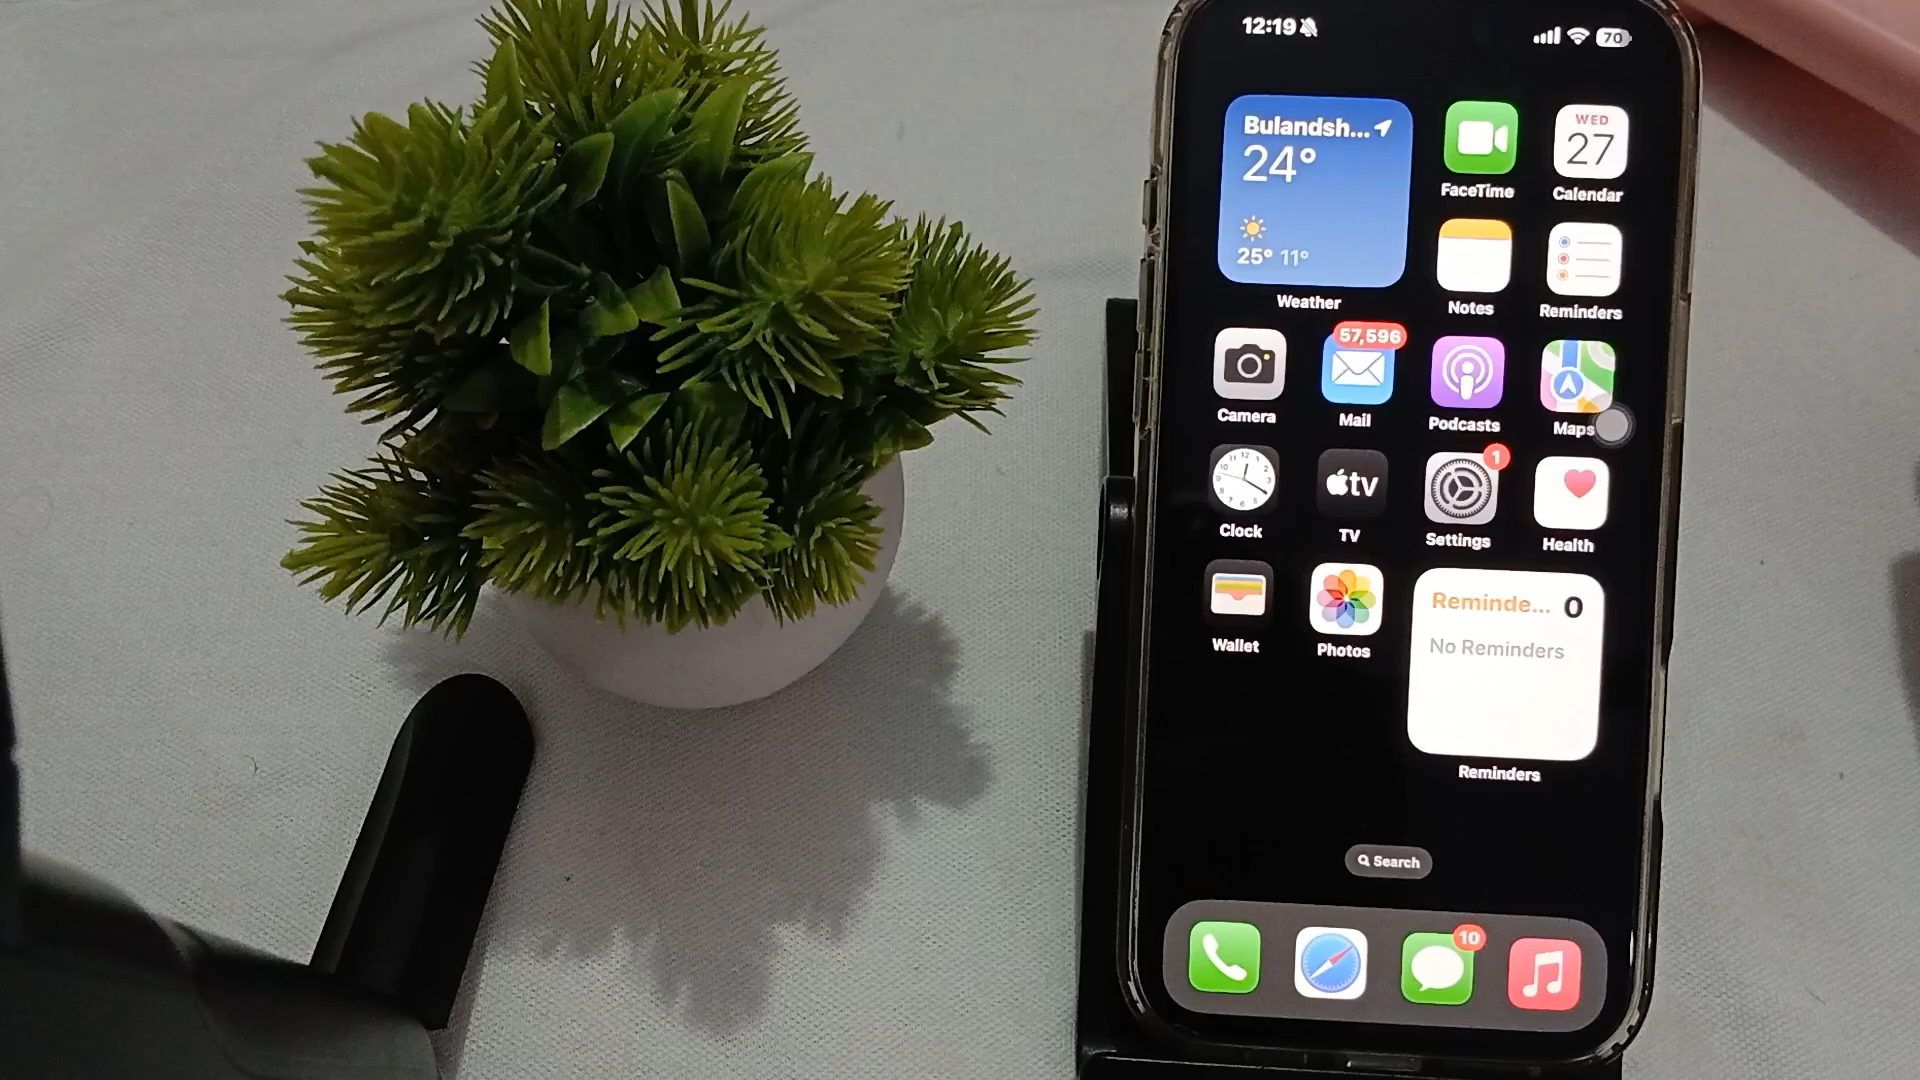 12:19
70
Bulandsh...
24°
25° 11°
Weather
FaceTime
WED
27
Calendar
Notes
Reminders
Camera
57,596
Mail
Podcasts
Maps
Clock
tv
TV
1
Settings
Health
Wallet
Photos
Reminde... 0
No Reminders
Reminders
Search
10